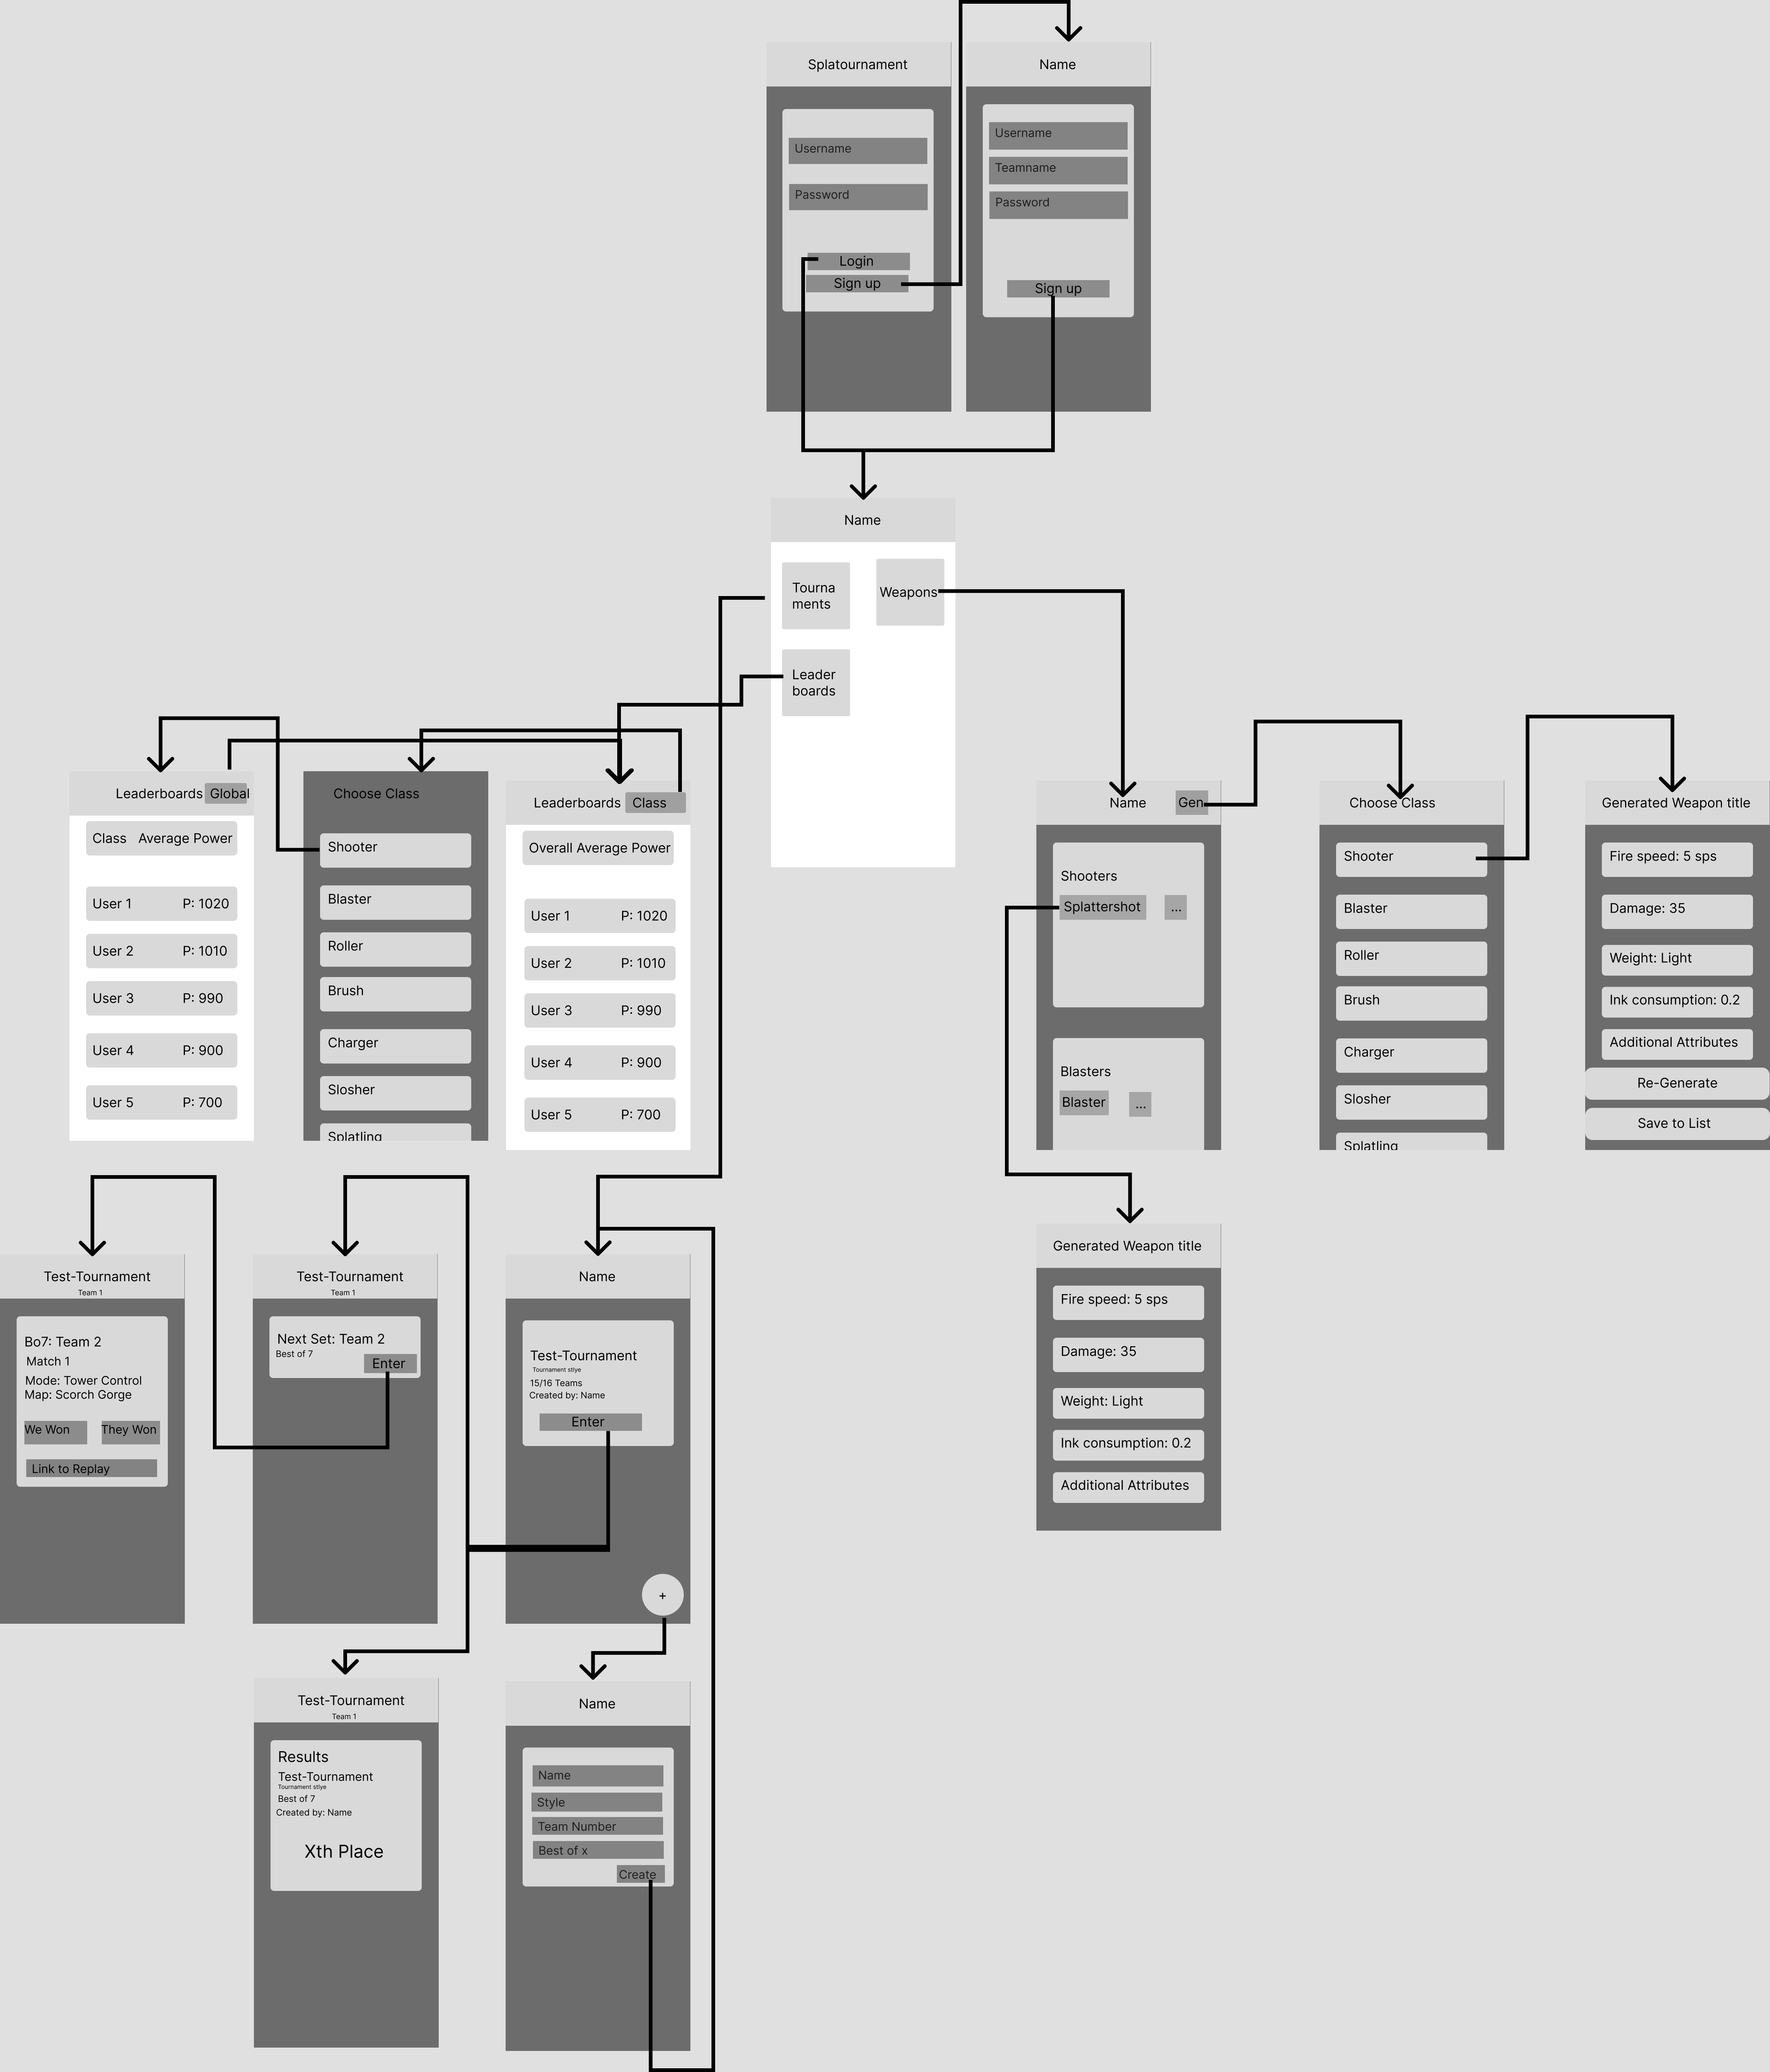 Splatournament
Username
Password
Login
Sign up
Name
Username
Teamname
Password
Sign up
Name
Tourna
ments
Weapons
Leader
boards
Leaderboards Global
Class Average Power
User 1 P: 1020
User 2 P: 1010
User 3 P: 990
User 4 P: 900
User 5 P: 700
Choose Class
Shooter
Blaster
Roller
Brush
Charger
Slosher
Splatling
Leaderboards Class
Overall Average Power
User 1 P: 1020
User 2 P: 1010
User 3 P: 990
User 4 P: 900
User 5 P: 700
Name Gen
Shooters
Splattershot ...
Blasters
Blaster ...
Choose Class
Shooter
Blaster
Roller
Brush
Charger
Slosher
Splatling
Generated Weapon title
Fire speed: 5 sps
Damage: 35
Weight: Light
Ink consumption: 0.2
Additional Attributes
Re-Generate
Save to List
Test-Tournament
Team 1
Bo7: Team 2
Match 1
Mode: Tower Control
Map: Scorch Gorge
We Won They Won
Link to Replay
Test-Tournament
Team 1
Next Set: Team 2
Best of 7
Enter
Name
Test-Tournament
Tournament stlye
15/16 Teams
Created by: Name
Enter
+
Generated Weapon title
Fire speed: 5 sps
Damage: 35
Weight: Light
Ink consumption: 0.2
Additional Attributes
Test-Tournament
Team 1
Results
Test-Tournament
Tournament stlye
Best of 7
Created by: Name
Xth Place
Name
Name
Style
Team Number
Best of x
Create